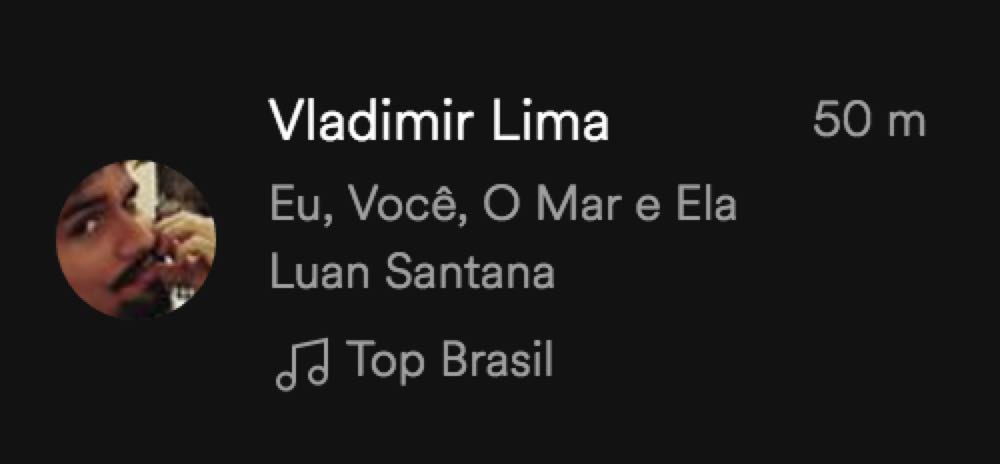 Vladimir Lima 50 m
Eu, Você, O Mar e Ela
Luan Santana
Top Brasil